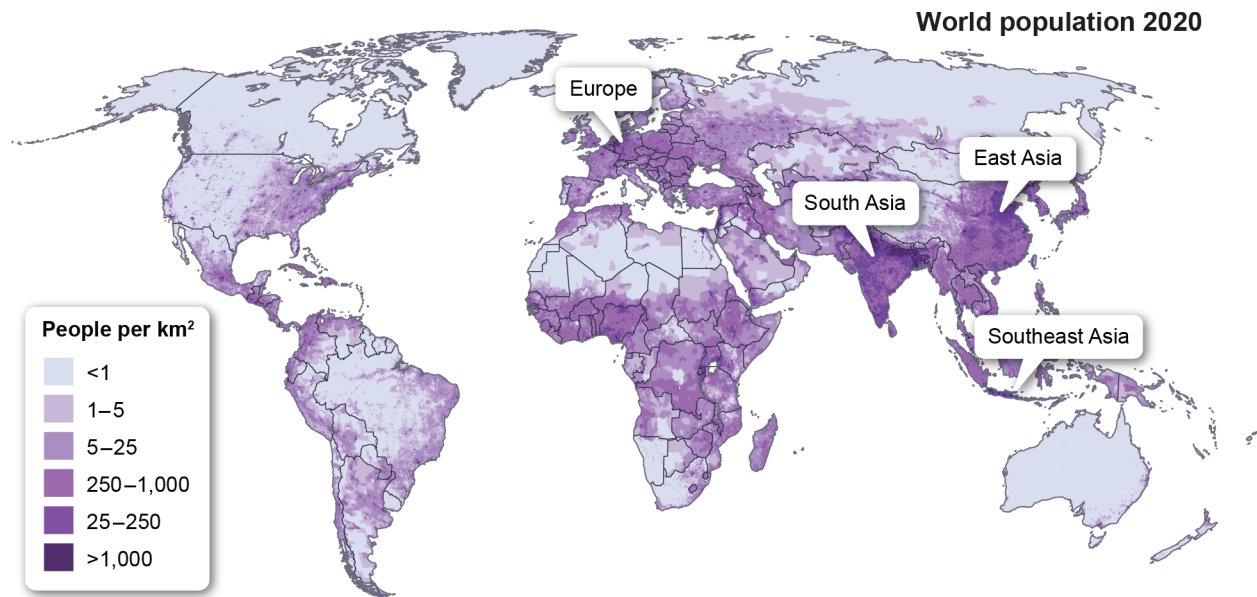 World population 2020
Europe
East Asia
South Asia
Southeast Asia
People per km²
<1
1–5
5–25
250–1,000
25–250
>1,000